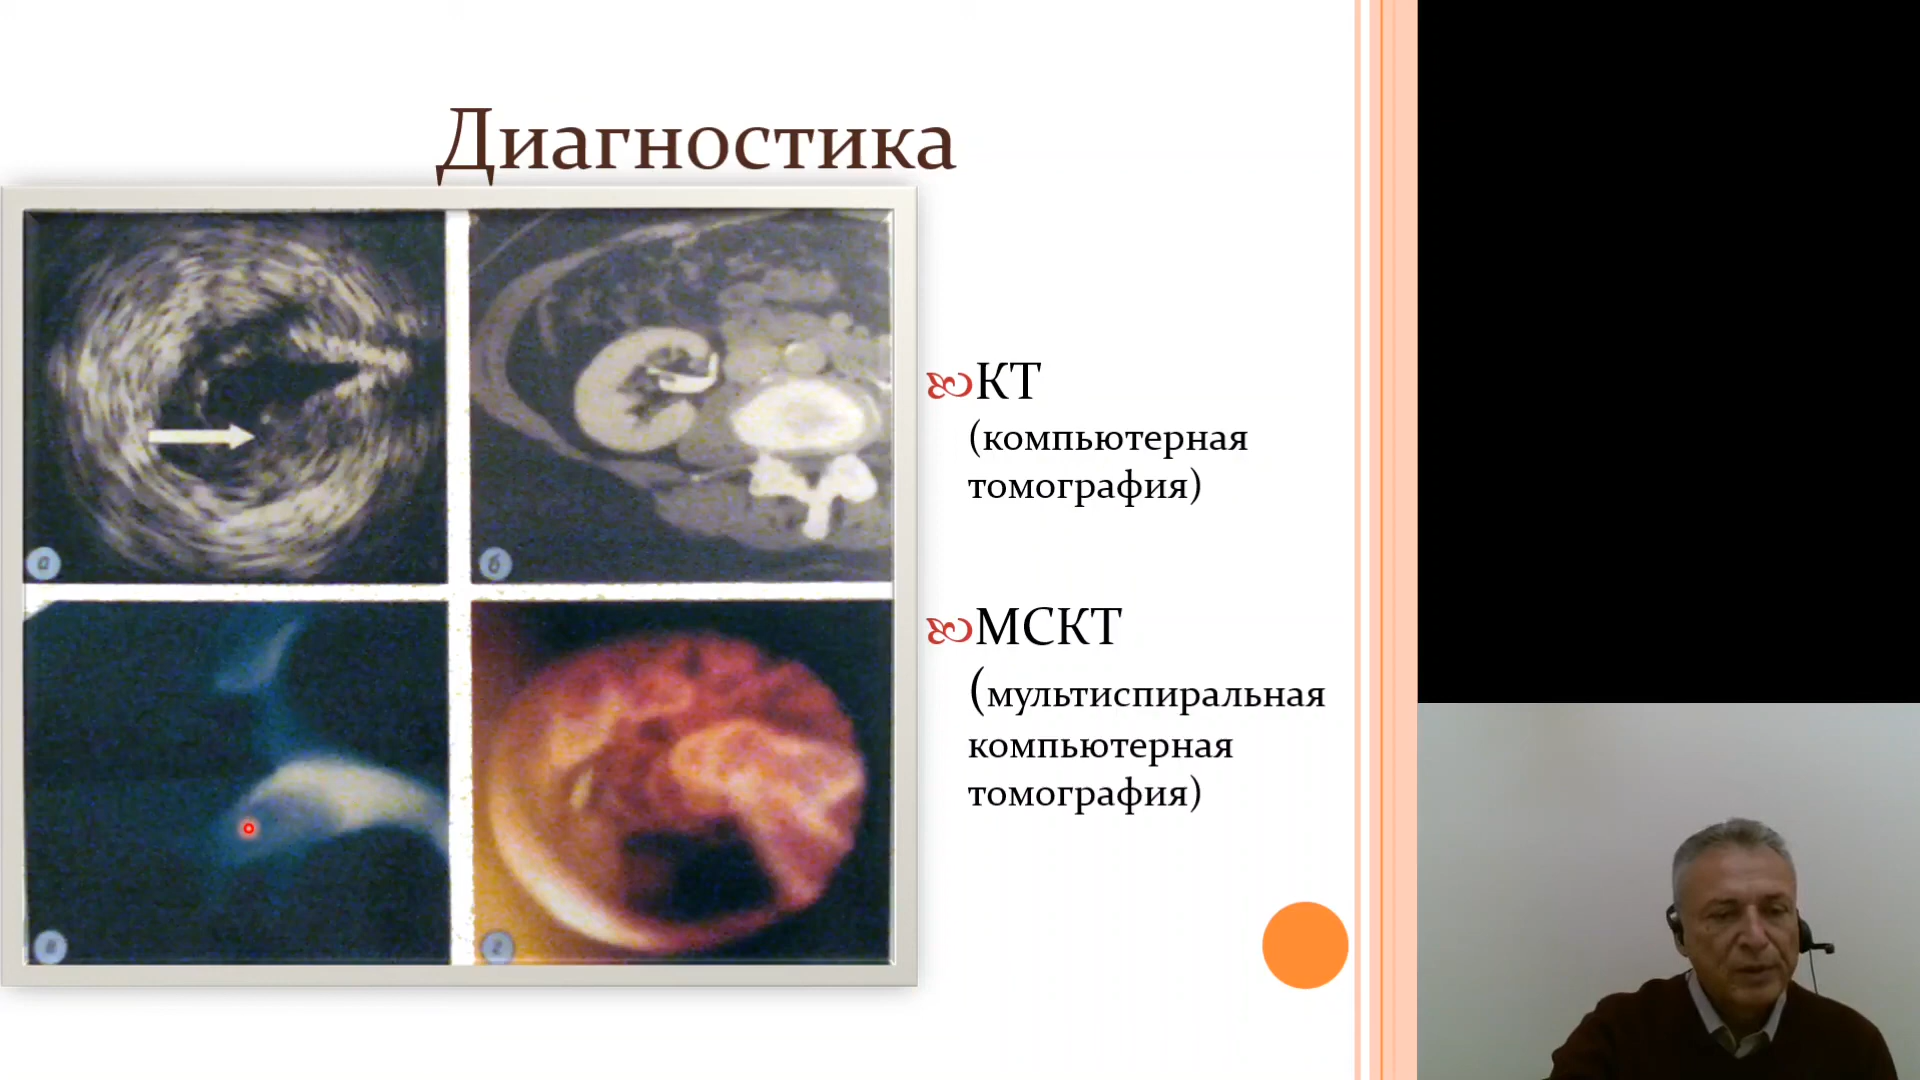 Диагностика
а
б
в
г
КТ
(компьютерная
томография)
МСКТ
(мультиспиральная
компьютерная
томография)